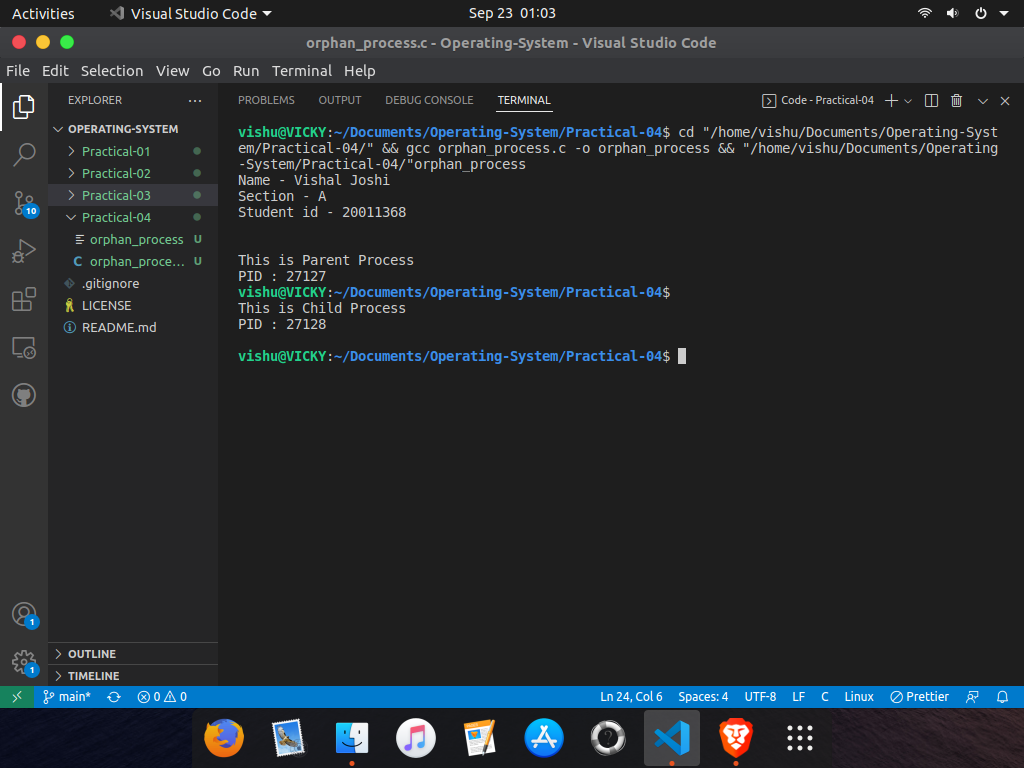 Activities
Visual Studio Code
Sep 23 01:03
orphan_process.c - Operating-System - Visual Studio Code
File Edit Selection View Go Run Terminal Help
EXPLORER
OPERATING-SYSTEM
Practical-01
Practical-02
Practical-03
Practical-04
orphan_process U
C orphan_proce... U
.gitignore
LICENSE
README.md
OUTLINE
TIMELINE
10
1
1
PROBLEMS OUTPUT DEBUG CONSOLE TERMINAL
Code - Practical-04
vishu@VICKY:~/Documents/Operating-System/Practical-04$ cd "/home/vishu/Documents/Operating-Syst
em/Practical-04/" && gcc orphan_process.c -o orphan_process && "/home/vishu/Documents/Operating
-System/Practical-04/"orphan_process
Name - Vishal Joshi
Section - A
Student id - 20011368
This is Parent Process
PID : 27127
vishu@VICKY:~/Documents/Operating-System/Practical-04$
This is Child Process
PID : 27128
vishu@VICKY:~/Documents/Operating-System/Practical-04$
main* 0 0
Ln 24, Col 6 Spaces: 4 UTF-8 LF C Linux Prettier